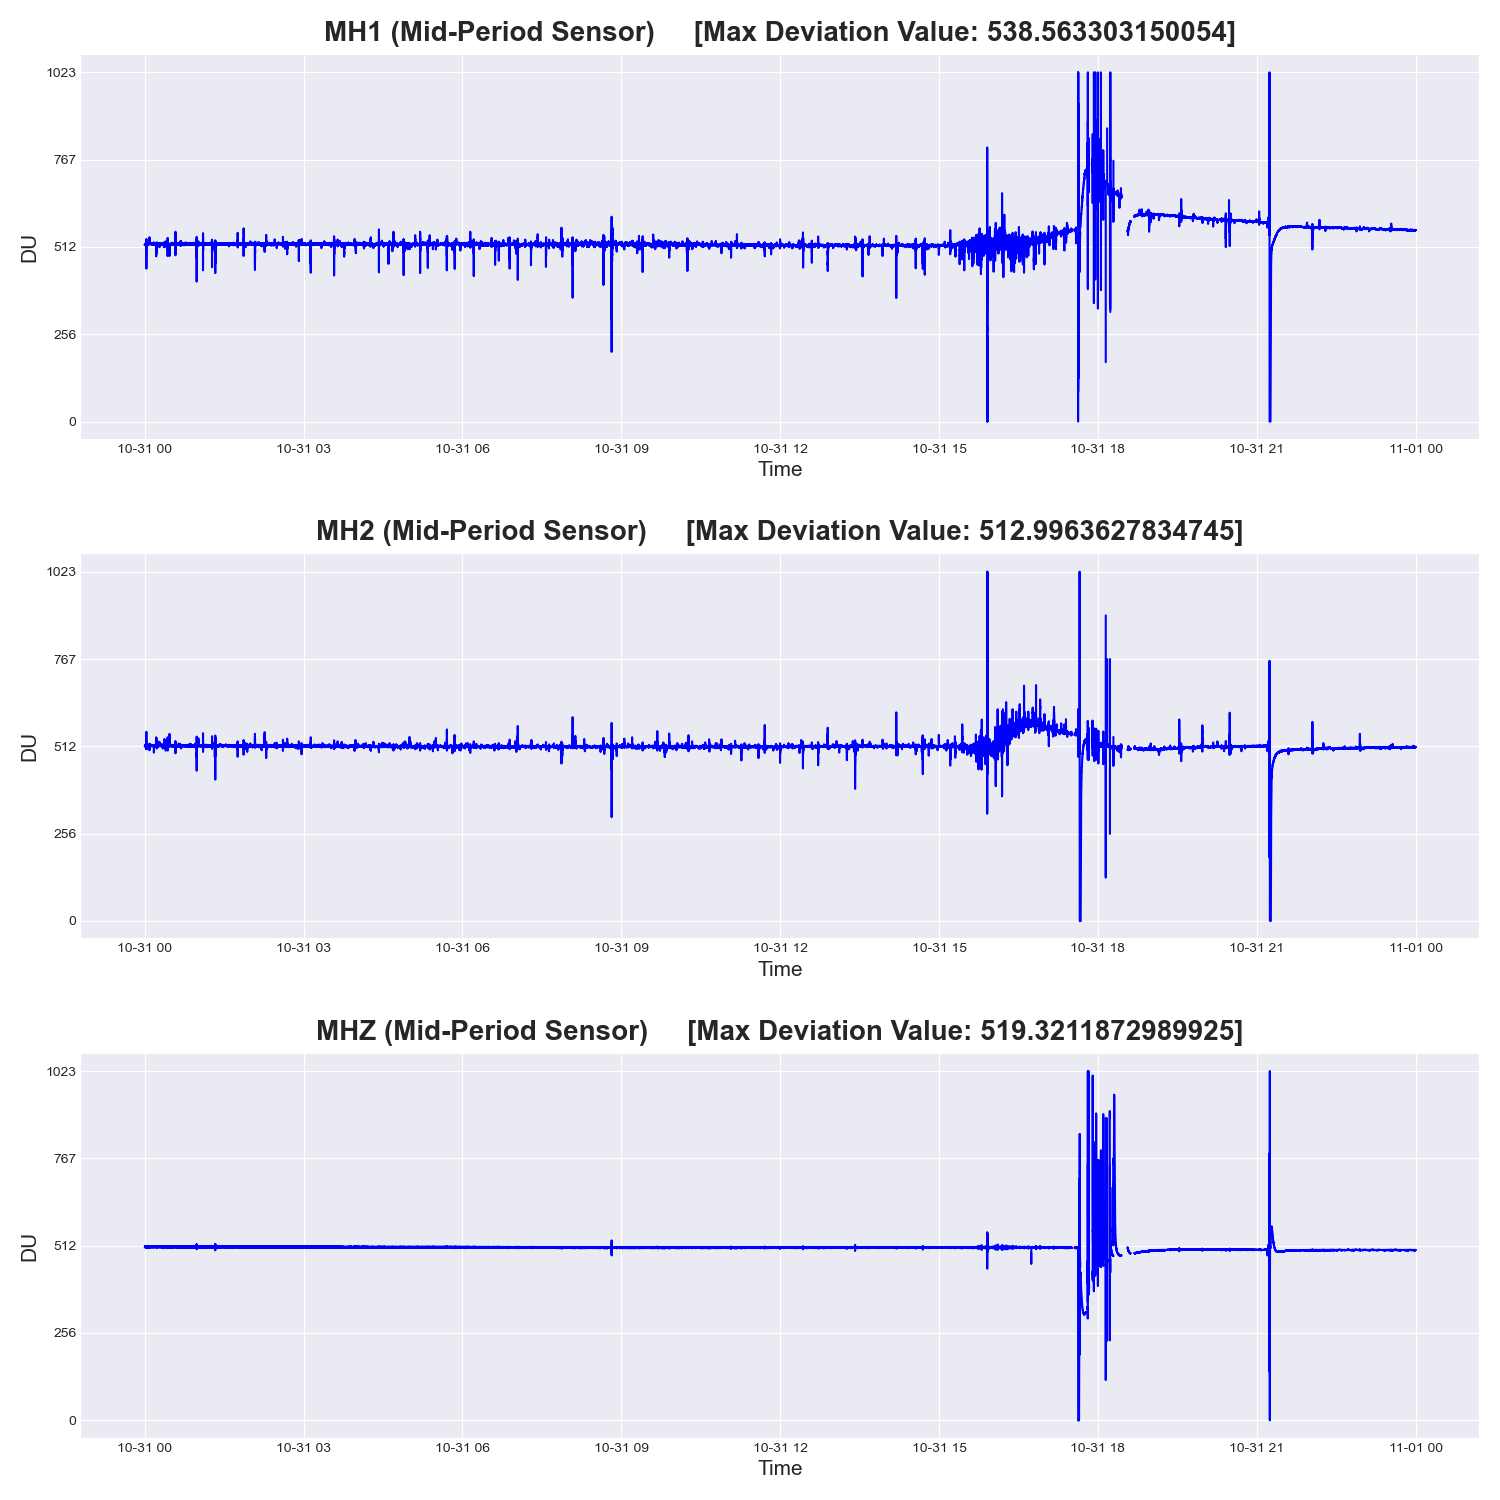 MH1 (Mid-Period Sensor) [Max Deviation Value: 538.563303150054]
1023
767
512
256
0
DU
10-31 00 10-31 03 10-31 06 10-31 09 10-31 12 10-31 15 10-31 18 10-31 21 11-01 00
Time
MH2 (Mid-Period Sensor) [Max Deviation Value: 512.9963627834745]
1023
767
512
256
0
DU
10-31 00 10-31 03 10-31 06 10-31 09 10-31 12 10-31 15 10-31 18 10-31 21 11-01 00
Time
MHZ (Mid-Period Sensor) [Max Deviation Value: 519.3211872989925]
1023
767
512
256
0
DU
10-31 00 10-31 03 10-31 06 10-31 09 10-31 12 10-31 15 10-31 18 10-31 21 11-01 00
Time